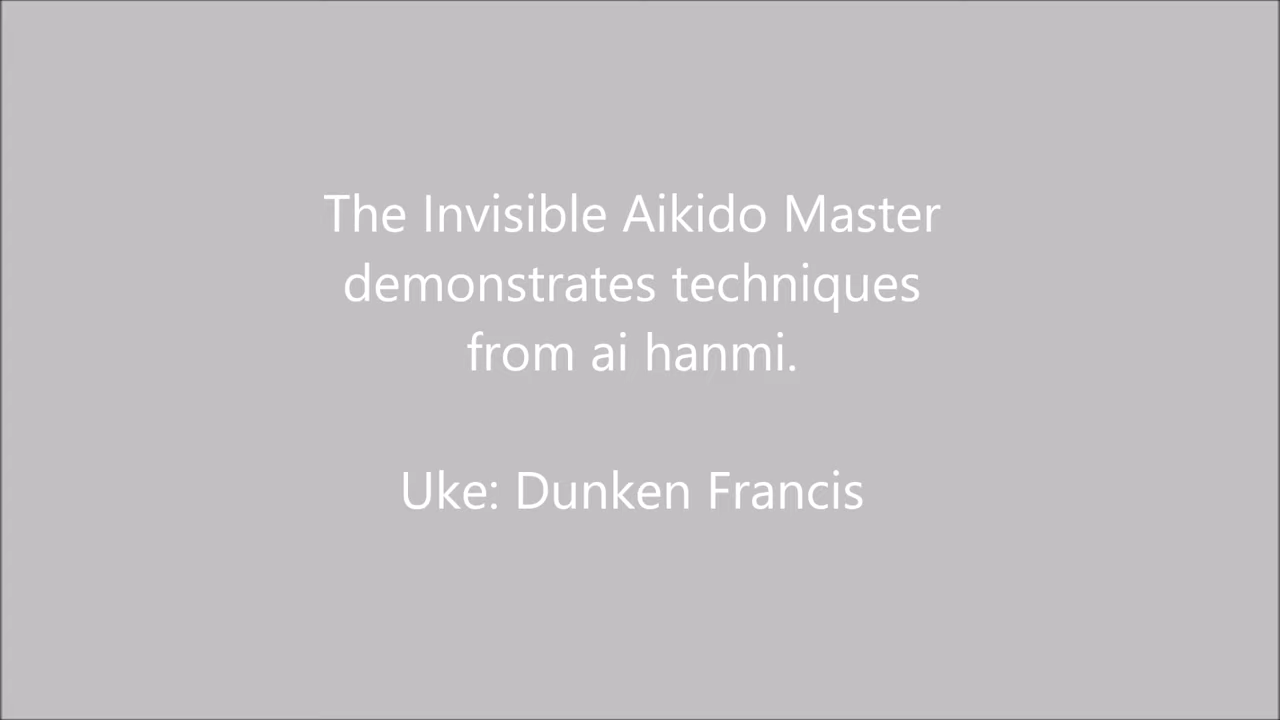 The Invisible Aikido Master
demonstrates techniques
from ai hanmi.
Uke: Dunken Francis